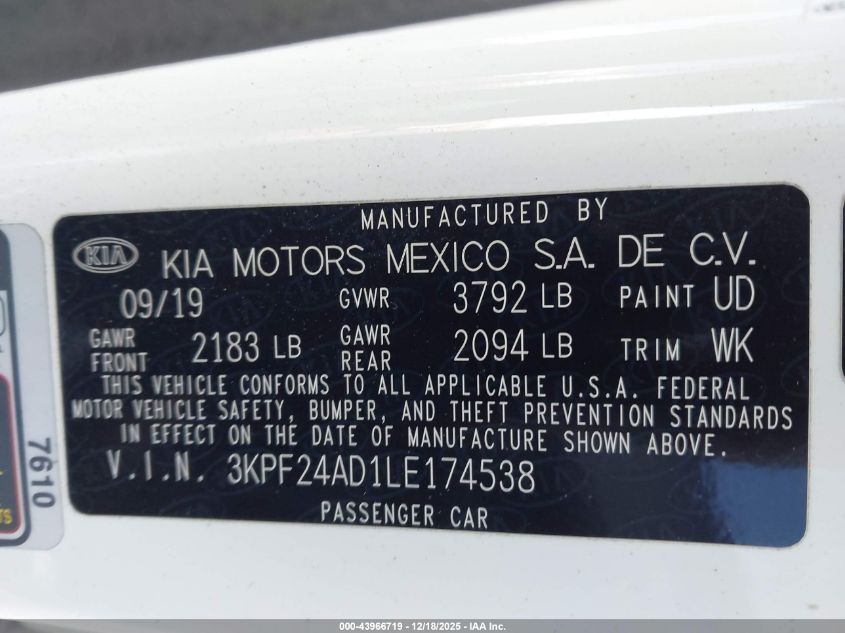 MANUFACTURED BY
KIA KIA MOTORS MEXICO S.A. DE C.V.
09/19 GVWR 3792 LB PAINT UD
GAWR FRONT 2183 LB GAWR REAR 2094 LB TRIM WK
THIS VEHICLE CONFORMS TO ALL APPLICABLE U.S.A. FEDERAL
MOTOR VEHICLE SAFETY, BUMPER, AND THEFT PREVENTION STANDARDS
IN EFFECT ON THE DATE OF MANUFACTURE SHOWN ABOVE.
V.I.N. 3KPF24AD1LE174538
PASSENGER CAR
7610
000-43966719 - 12/18/2025 - IAA Inc.